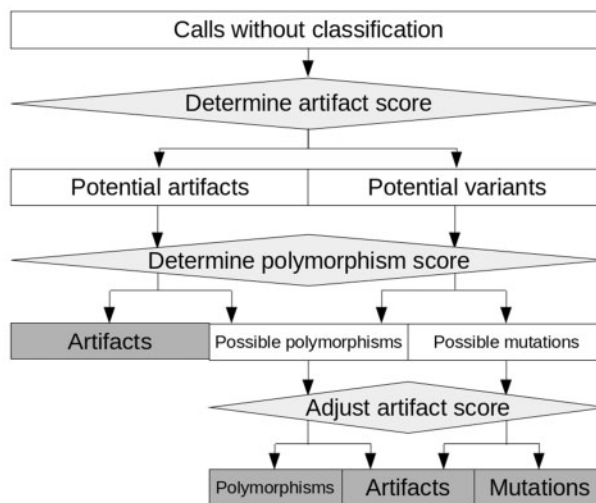 Calls without classification
Determine artifact score
Potential artifacts
Potential variants
Determine polymorphism score
Artifacts
Possible polymorphisms
Possible mutations
Adjust artifact score
Polymorphisms
Artifacts
Mutations